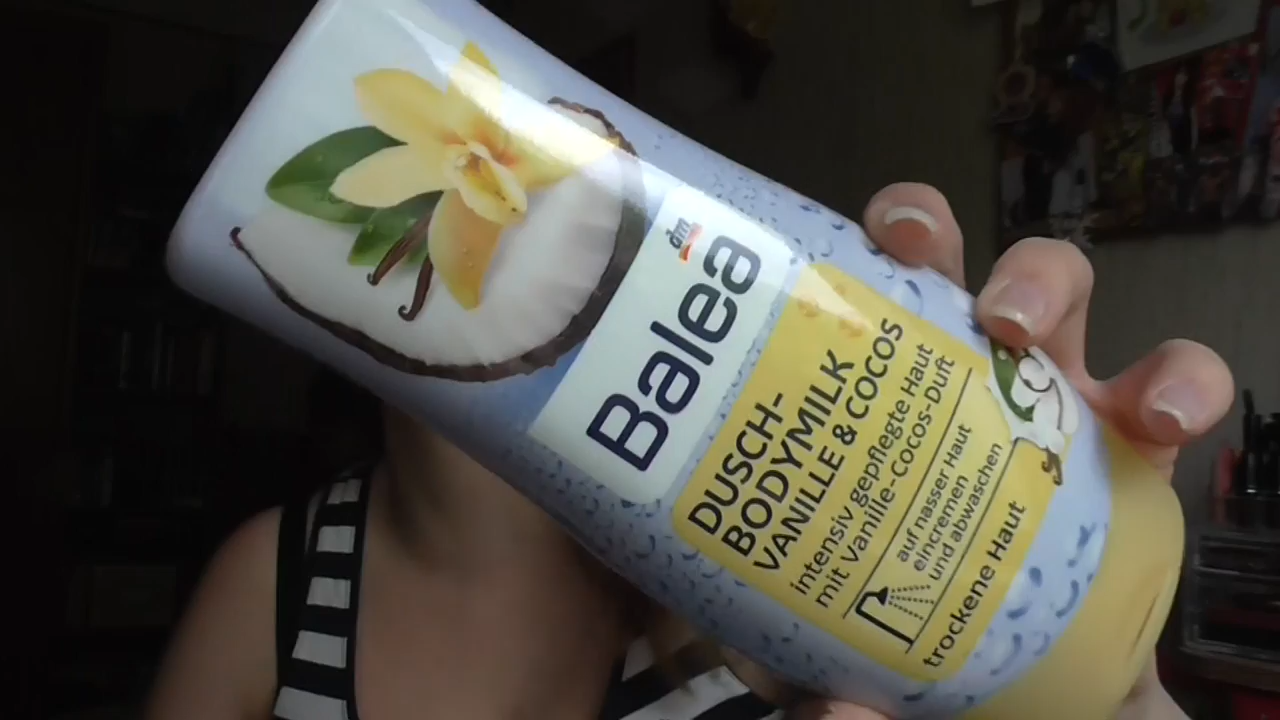 dm
Balea
DUSCH-
BODYMILK
VANILLE & COCOS
intensiv gepflegte Haut
mit Vanille-Cocos-Duft
auf nasser Haut
eincremen
und abwaschen
trockene Haut